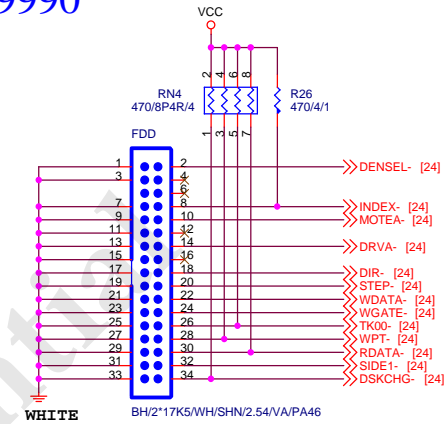 9990
VCC
2 4 6 8
RN4
470/8P4R/4
R26
470/4/1
1 3 5 7
FDD
1 2 DENSEL- [24]
3 4
6
7 8 INDEX- [24]
9 10 MOTEA- [24]
11 12
13 14 DRVA- [24]
15 16
17 18 DIR- [24]
19 20 STEP- [24]
21 22 WDATA- [24]
23 24 WGATE- [24]
25 26 TK00- [24]
27 28 WPT- [24]
29 30 RDATA- [24]
31 32 SIDE1- [24]
33 34 DSKCHG- [24]
WHITE
BH/2*17K5/WH/SHN/2.54/VA/PA46